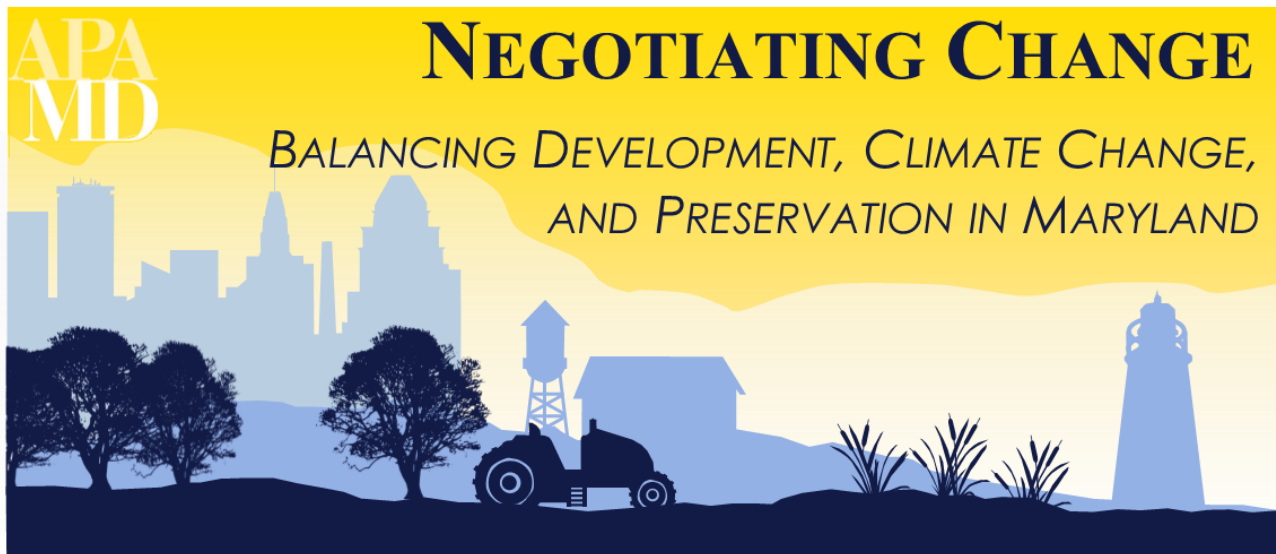 APA
MD
NEGOTIATING CHANGE
BALANCING DEVELOPMENT, CLIMATE CHANGE,
AND PRESERVATION IN MARYLAND